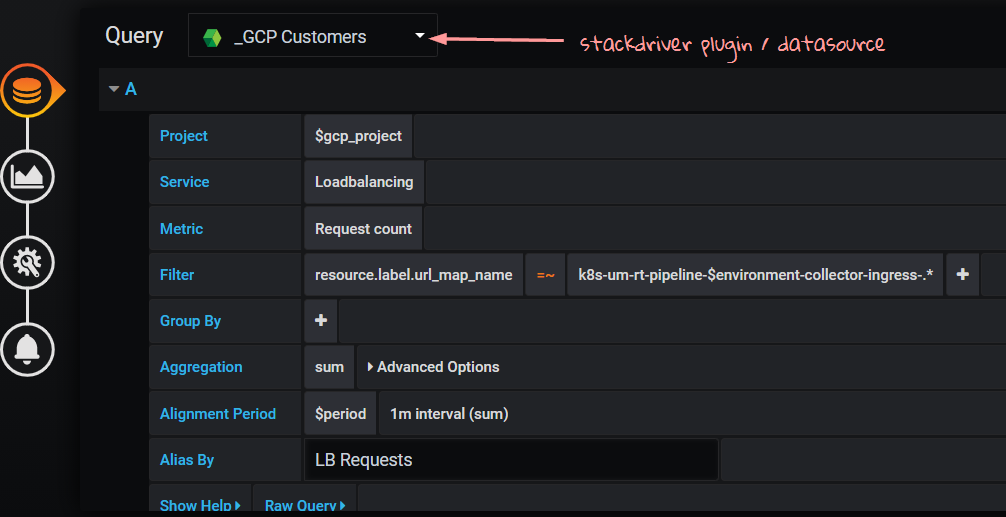 Query _GCP Customers
stackdriver plugin / datasource
A
Project $gcp_project
Service Loadbalancing
Metric Request count
Filter resource.label.url_map_name =~ k8s-um-rt-pipeline-$environment-collector-ingress-.* +
Group By +
Aggregation sum Advanced Options
Alignment Period $period 1m interval (sum)
Alias By LB Requests
Show Help Raw Query